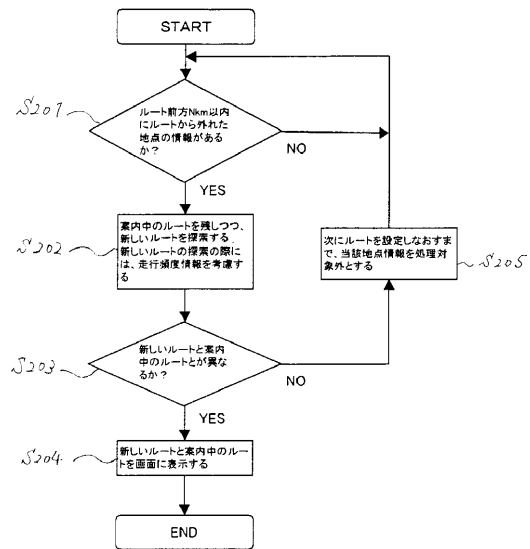 START
S201
ルート前方Nkm以内
にルートから外れた
地点の情報がある
か?
NO
YES
S202
案内中のルートを残しつつ、
新しいルートを探索する
新しいルートの探索の際に
は、走行頻度情報を考慮す
る
次にルートを設定しなおすま
で、当該地点情報を処理対
象外とする
S205
S203
新しいルートと案内
中のルートとが異な
るか?
NO
YES
S204
新しいルートと案内中のルー
トを画面に表示する
END